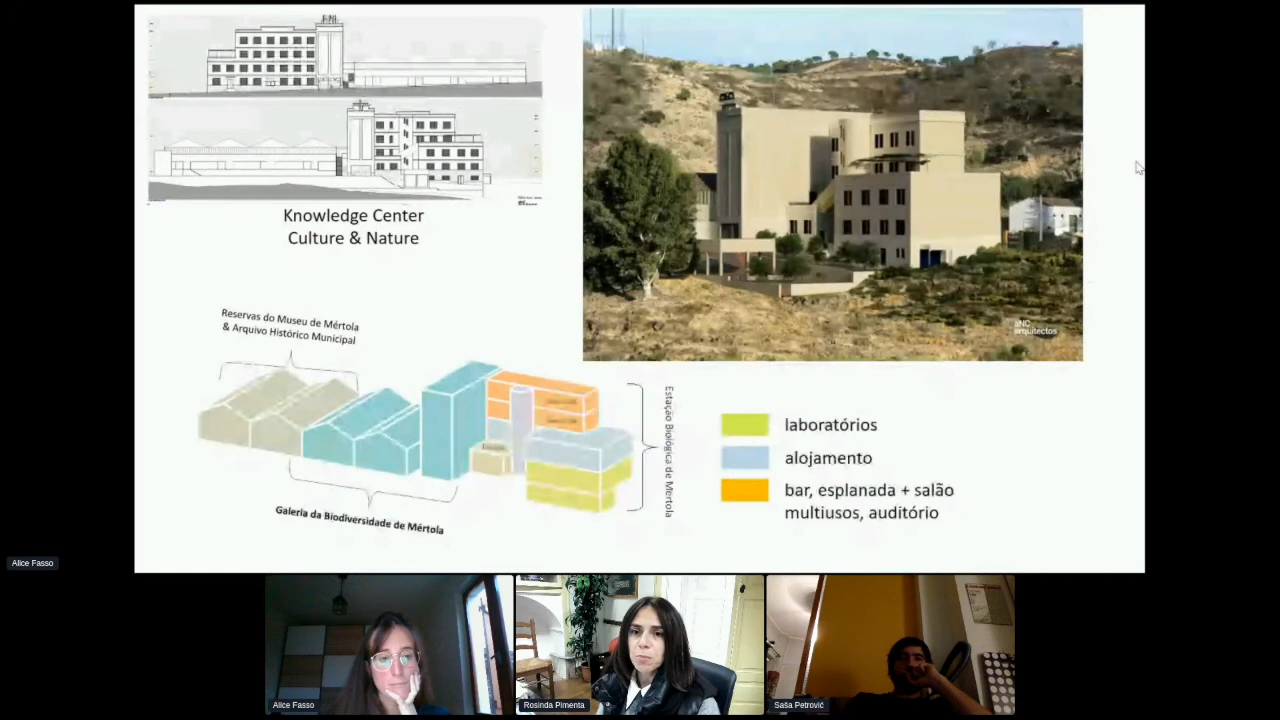 Knowledge Center
Culture & Nature
aNC
arquitectos
Reservas do Museu de Mértola
& Arquivo Histórico Municipal
Estação Biológica de Mértola
Galeria da Biodiversidade de Mértola
laboratórios
alojamento
bar, esplanada + salão
multiusos, auditório
Alice Fasso
Alice Fasso
Rosinda Pimenta
Saša Petrović